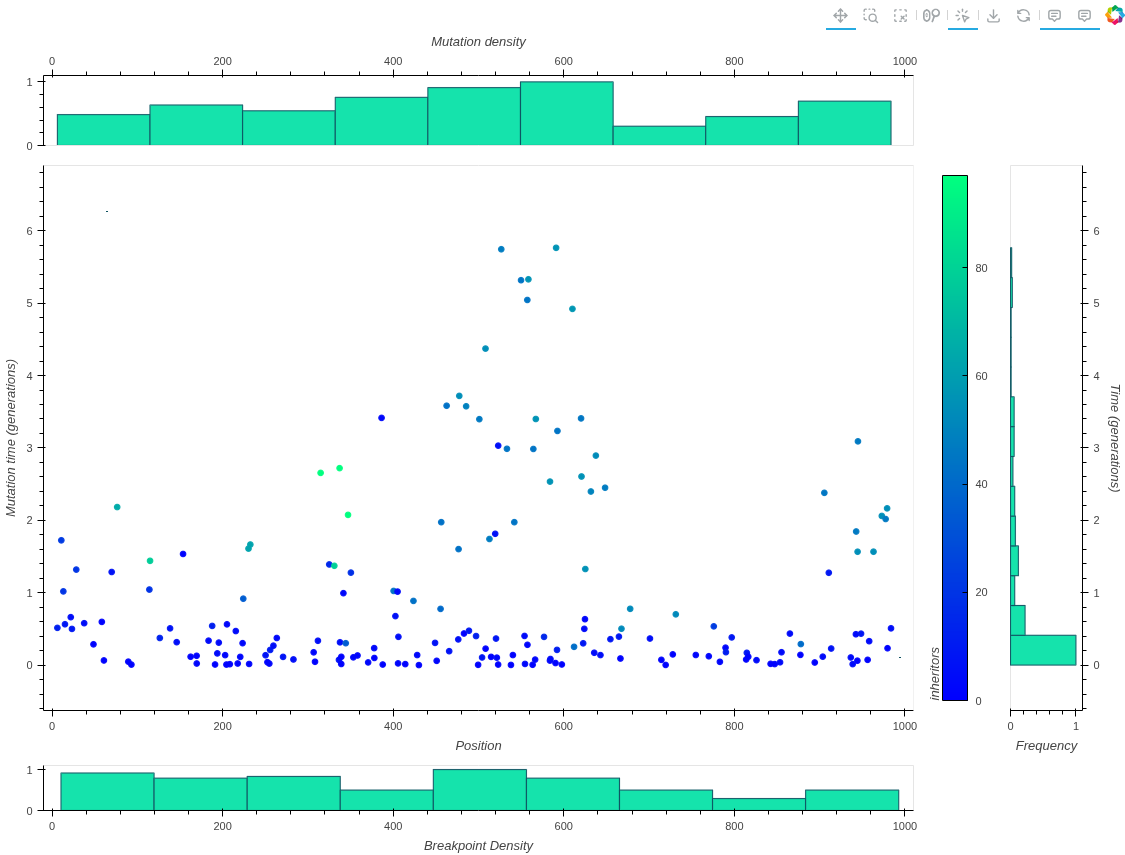 Mutation density
0 200 400 600 800 1000
1
0
6
5
4
3
2
1
0
Mutation time (generations)
0 200 400 600 800 1000
Position
80
60
40
20
0
inheritors
6
5
4
3
2
1
0
Time (generations)
0 1
Frequency
1
0
0 200 400 600 800 1000
Breakpoint Density